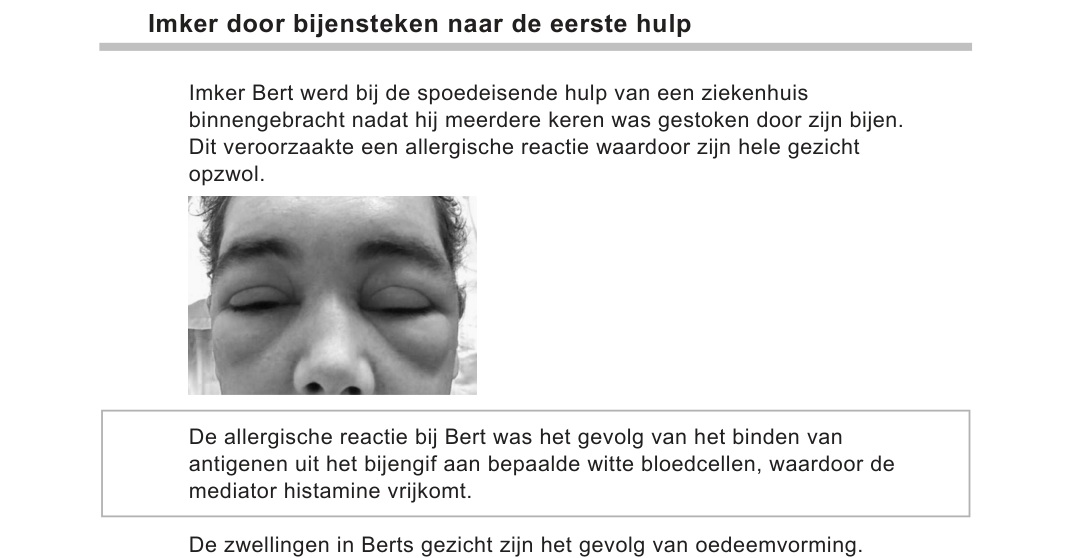 Imker door bijensteken naar de eerste hulp
Imker Bert werd bij de spoedeisende hulp van een ziekenhuis
binnengebracht nadat hij meerdere keren was gestoken door zijn bijen.
Dit veroorzaakte een allergische reactie waardoor zijn hele gezicht
opzwol.
De allergische reactie bij Bert was het gevolg van het binden van
antigenen uit het bijengif aan bepaalde witte bloedcellen, waardoor de
mediator histamine vrijkomt.
De zwellingen in Berts gezicht zijn het gevolg van oedeemvorming.